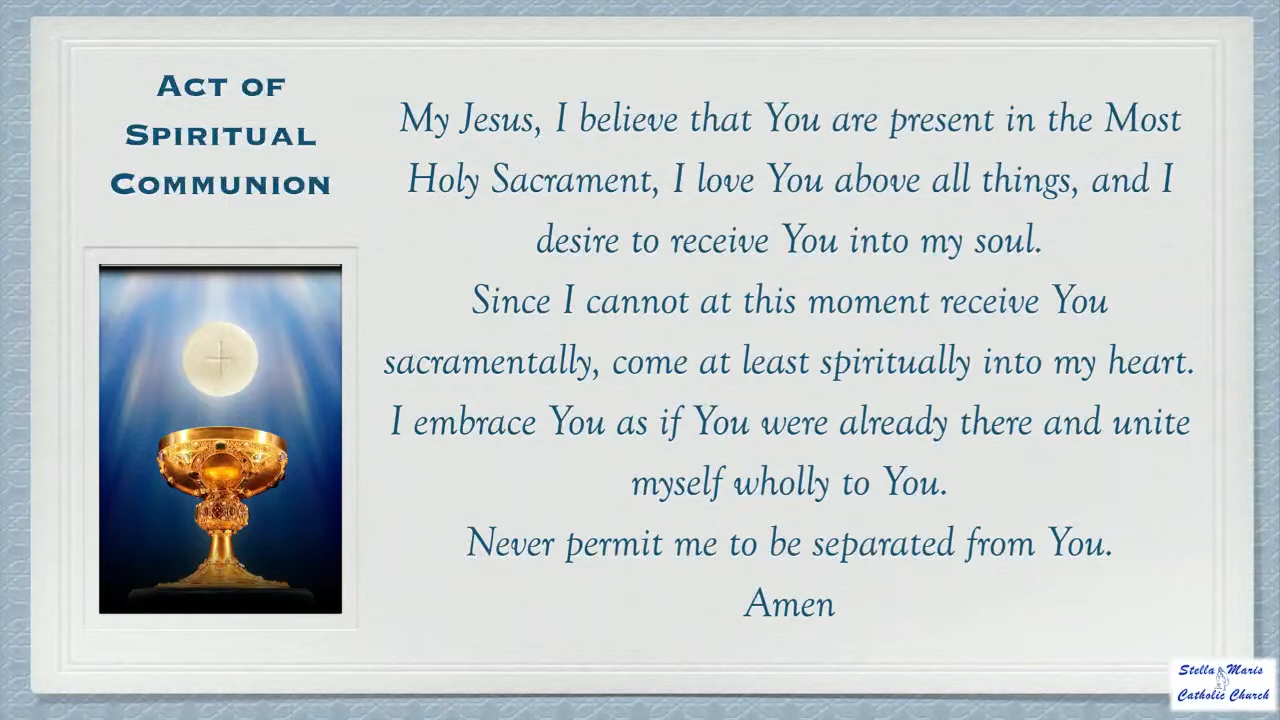 Act of
Spiritual
Communion
My Jesus, I believe that You are present in the Most
Holy Sacrament, I love You above all things, and I
desire to receive You into my soul.
Since I cannot at this moment receive You
sacramentally, come at least spiritually into my heart.
I embrace You as if You were already there and unite
myself wholly to You.
Never permit me to be separated from You.
Amen
Stella Maris
Catholic Church